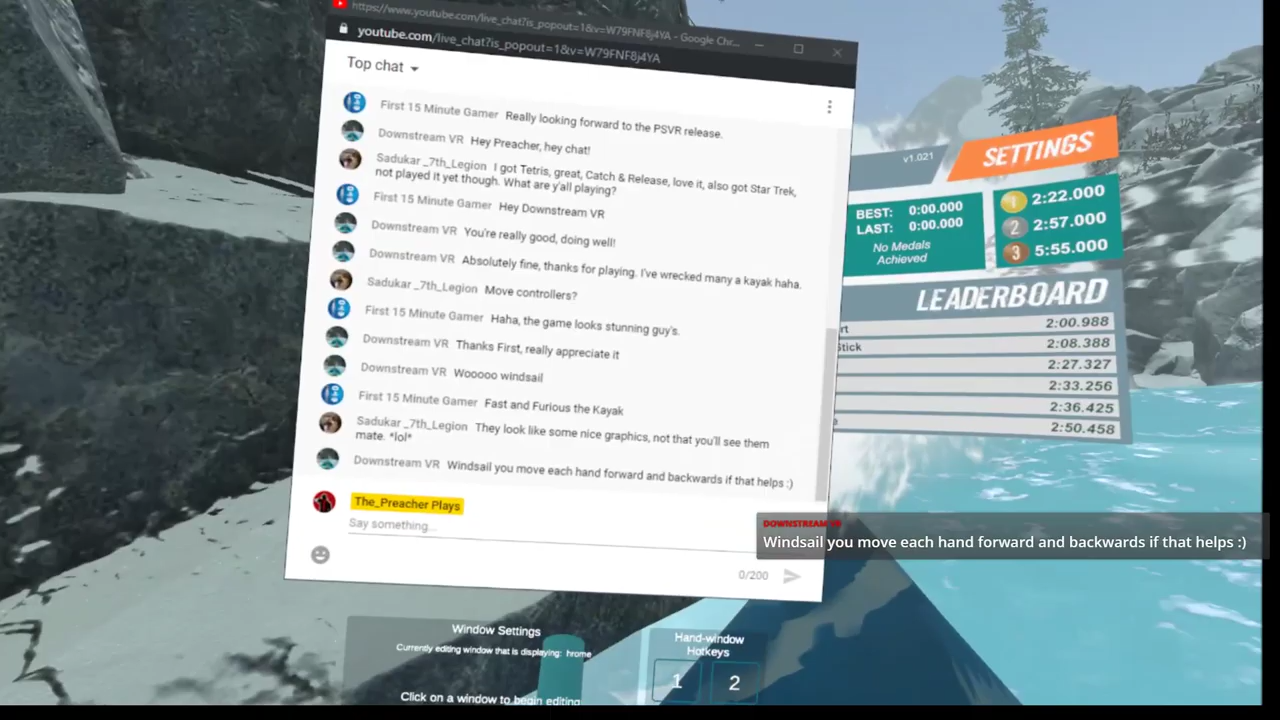 https://www.youtube.com/live_chat?is_popout=1&v=W79FNF8j4YA - Google Chr...
youtube.com/live_chat?is_popout=1&v=W79FNF8j4YA
Top chat
First 15 Minute Gamer Really looking forward to the PSVR release.
Downstream VR Hey Preacher, hey chat!
Sadukar _7th_Legion I got Tetris, great, Catch & Release, love it, also got Star Trek,
not played it yet though. What are y'all playing?
First 15 Minute Gamer Hey Downstream VR
Downstream VR You're really good, doing well!
Downstream VR Absolutely fine, thanks for playing. I've wrecked many a kayak haha.
Sadukar _7th_Legion Move controllers?
First 15 Minute Gamer Haha, the game looks stunning guy's.
Downstream VR Thanks First, really appreciate it
Downstream VR Wooooo windsail
First 15 Minute Gamer Fast and Furious the Kayak
Sadukar _7th_Legion They look like some nice graphics, not that you'll see them
mate. *lol*
Downstream VR Windsail you move each hand forward and backwards if that helps :)
The_Preacher Plays
Say something...
0/200
v1.021
SETTINGS
BEST: 0:00.000
LAST: 0:00.000
No Medals
Achieved
1 2:22.000
2 2:57.000
3 5:55.000
LEADERBOARD
rt 2:00.988
Stick 2:08.388
2:27.327
2:33.256
2:36.425
e 2:50.458
DOWNSTREAM VR
Windsail you move each hand forward and backwards if that helps :)
Window Settings
Currently editing window that is displaying: hrome
Click on a window to begin editing
Hand-window
Hotkeys
1 2